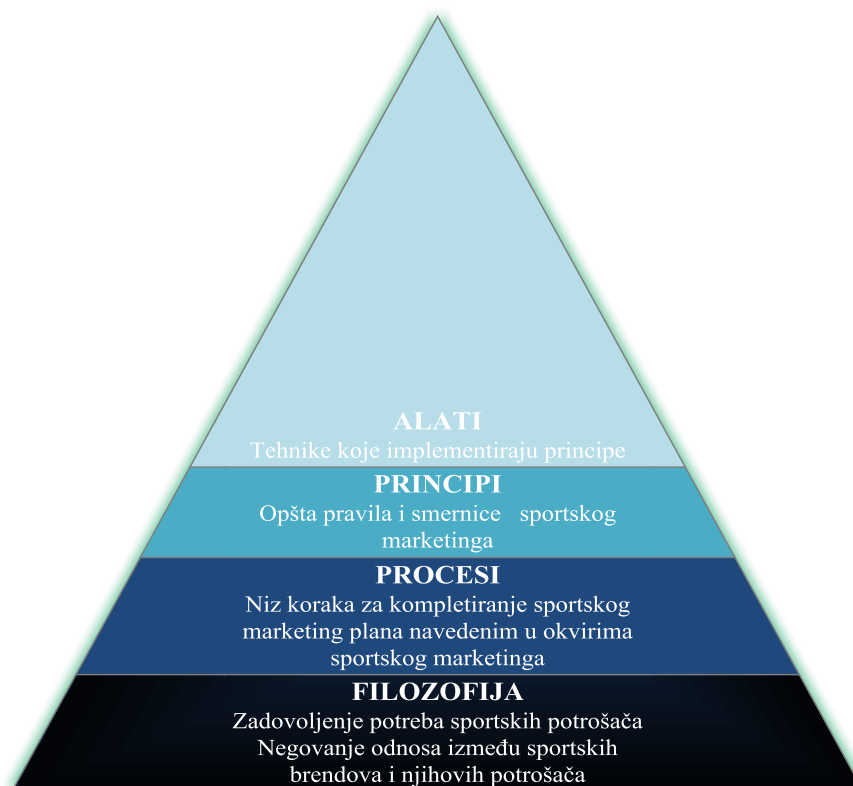 ALATI
Tehnike koje implementiraju principe
PRINCIPI
Opšta pravila i smernice sportskog
marketinga
PROCESI
Niz koraka za kompletiranje sportskog
marketing plana navedenim u okvirima
sportskog marketinga
FILOZOFIJA
Zadovoljenje potreba sportskih potrošača
Negovanje odnosa između sportskih
brendova i njihovih potrošača